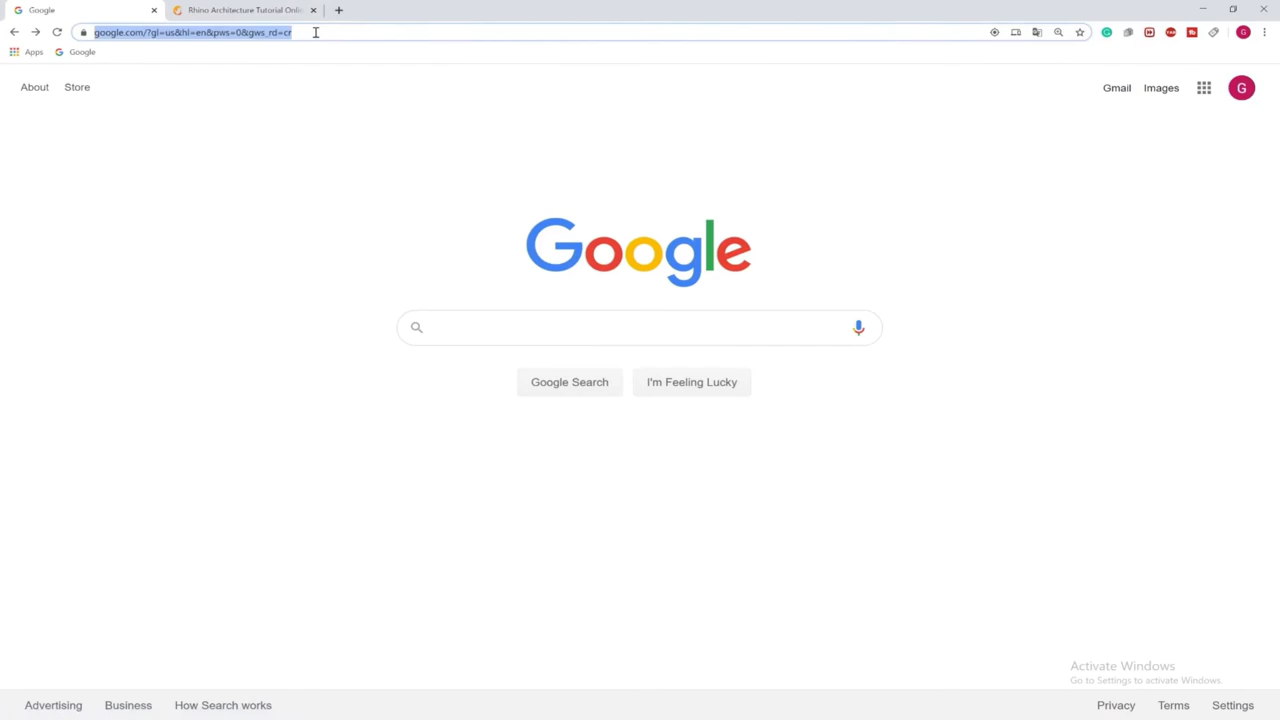 Google
Rhino Architecture Tutorial Onlin
google.com/?gl=us&hl=en&pws=0&gws_rd=cr
G
Apps
Google
About
Store
Gmail
Images
G
Google
Google Search
I'm Feeling Lucky
Activate Windows
Go to Settings to activate Windows.
Advertising
Business
How Search works
Privacy
Terms
Settings